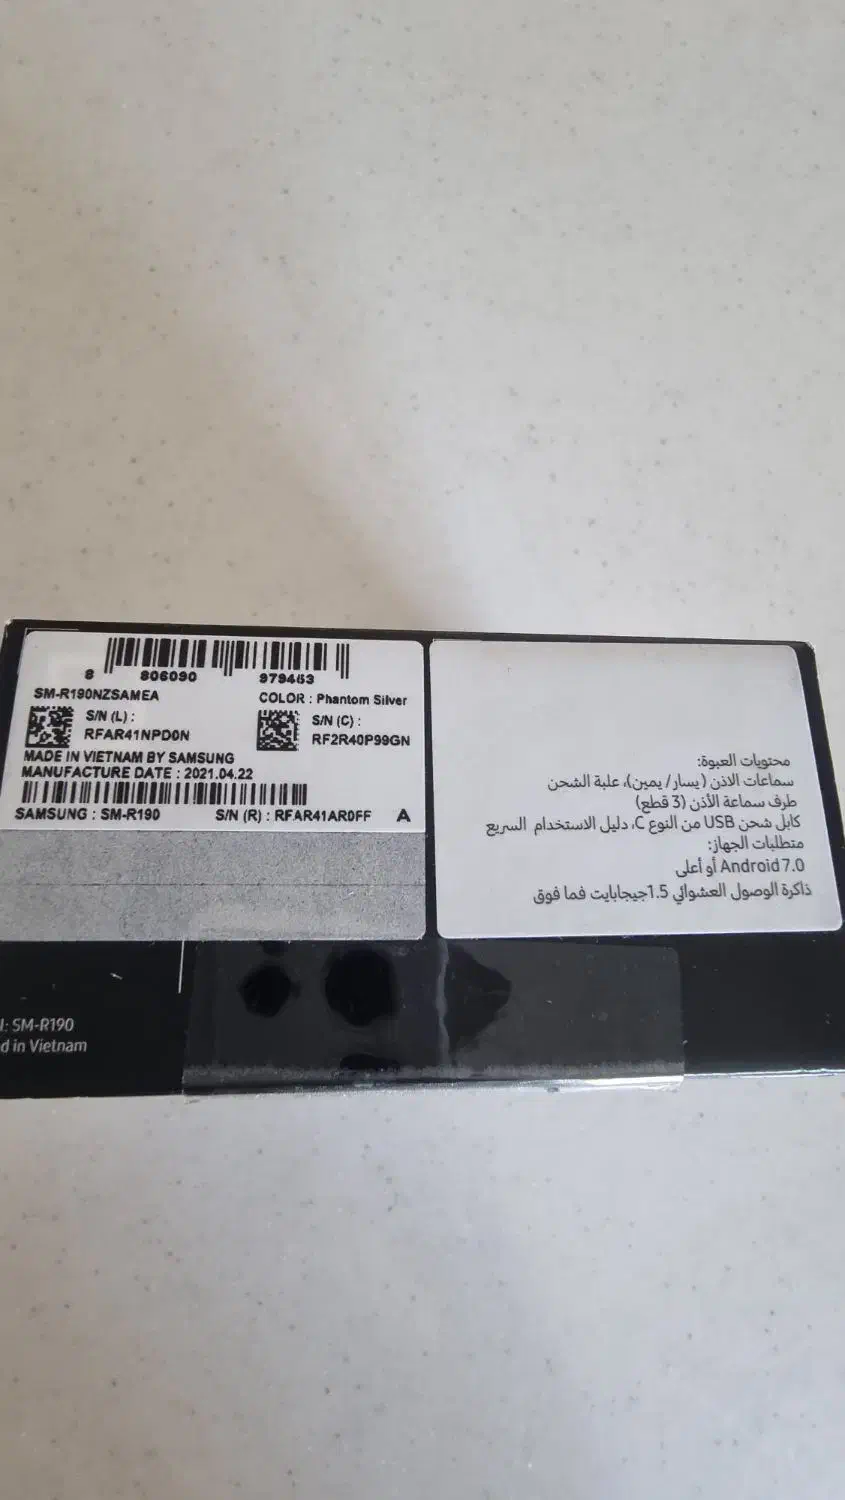 8 806090 979463
SM-R190NZSAMEA
COLOR : Phantom Silver
S/N (L) :
RFAR41NPD0N
S/N (C) :
RF2R40P99GN
MADE IN VIETNAM BY SAMSUNG
MANUFACTURE DATE : 2021.04.22
SAMSUNG : SM-R190
S/N (R) : RFAR41AR0FF
A
محتويات العبوة:
سماعات الاذن (يسار/ يمين)، علبة الشحن
طرف سماعة الأذن (3 قطع)
كابل شحن USB من النوع C، دليل الاستخدام السريع
متطلبات الجهاز:
Android 7.0 أو أعلى
ذاكرة الوصول العشوائي 1.5جيجابايت فما فوق
l: SM-R190
d in Vietnam